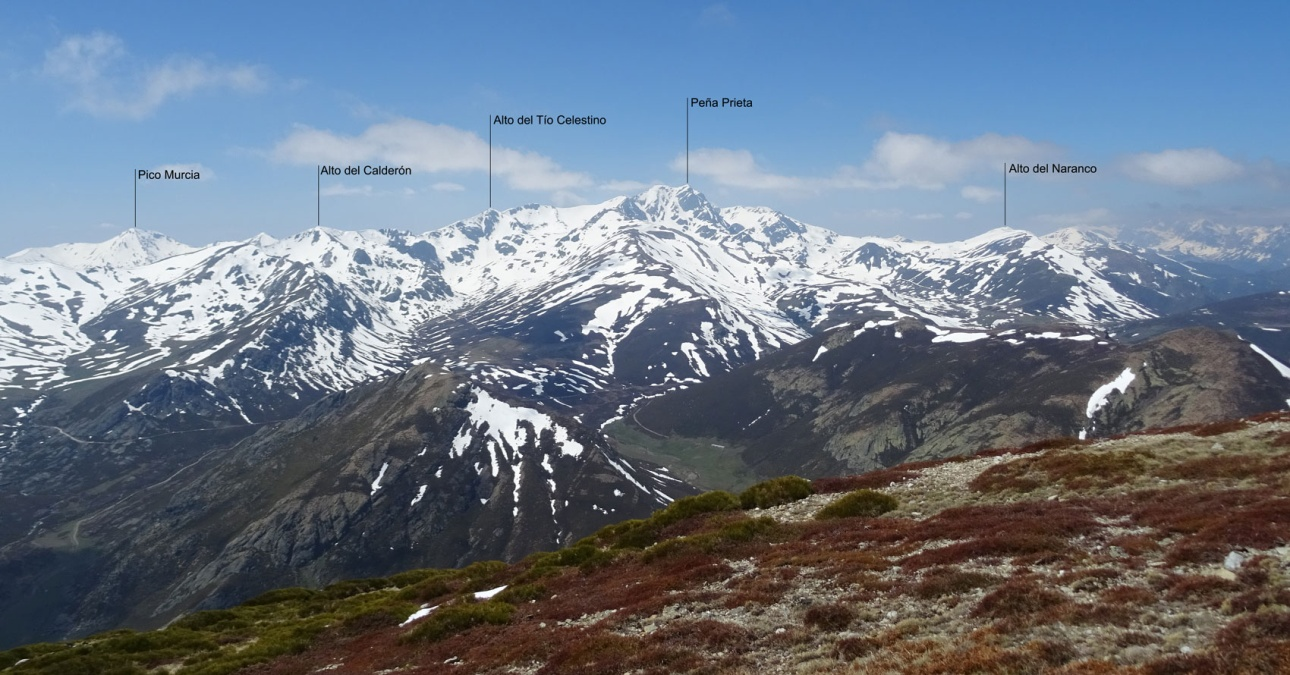 Pico Murcia
Alto del Calderón
Alto del Tío Celestino
Peña Prieta
Alto del Naranco